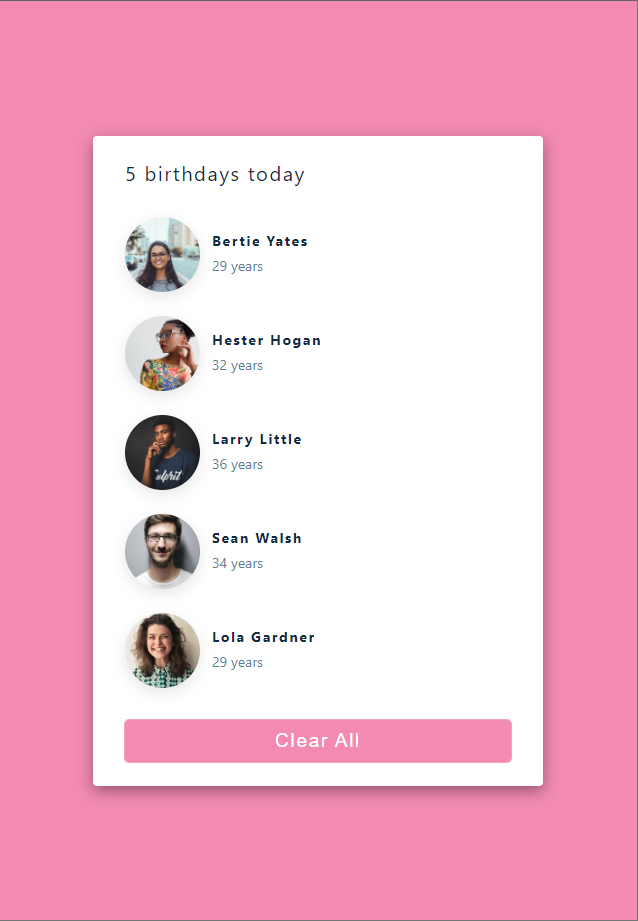 5 birthdays today
Bertie Yates
29 years
Hester Hogan
32 years
Larry Little
36 years
Sean Walsh
34 years
Lola Gardner
29 years
Clear All